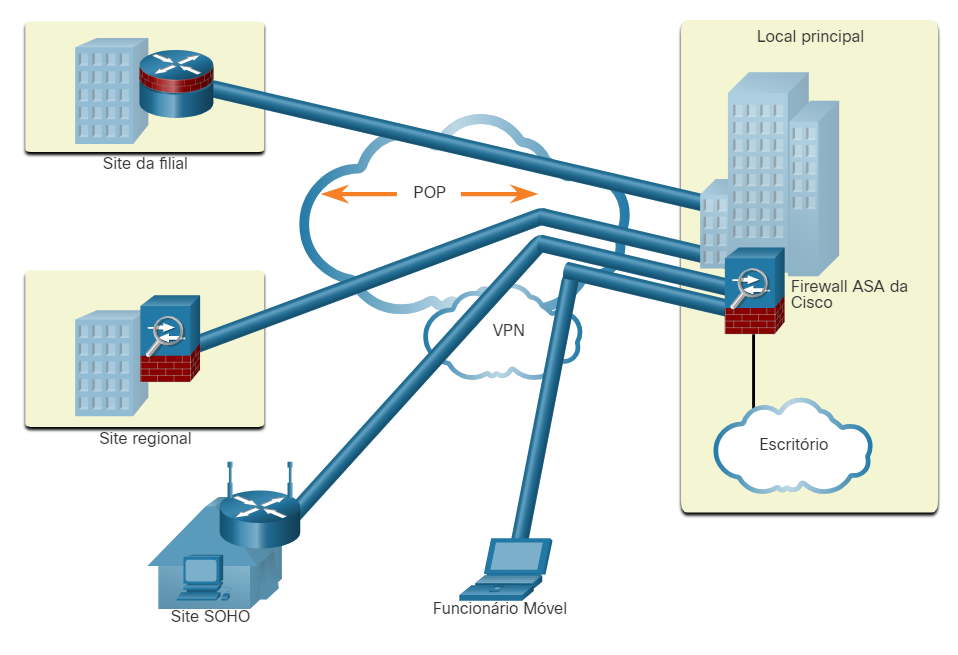 Local principal
Site da filial
POP
Firewall ASA da
Cisco
VPN
Site regional
Escritório
Site SOHO
Funcionário Móvel